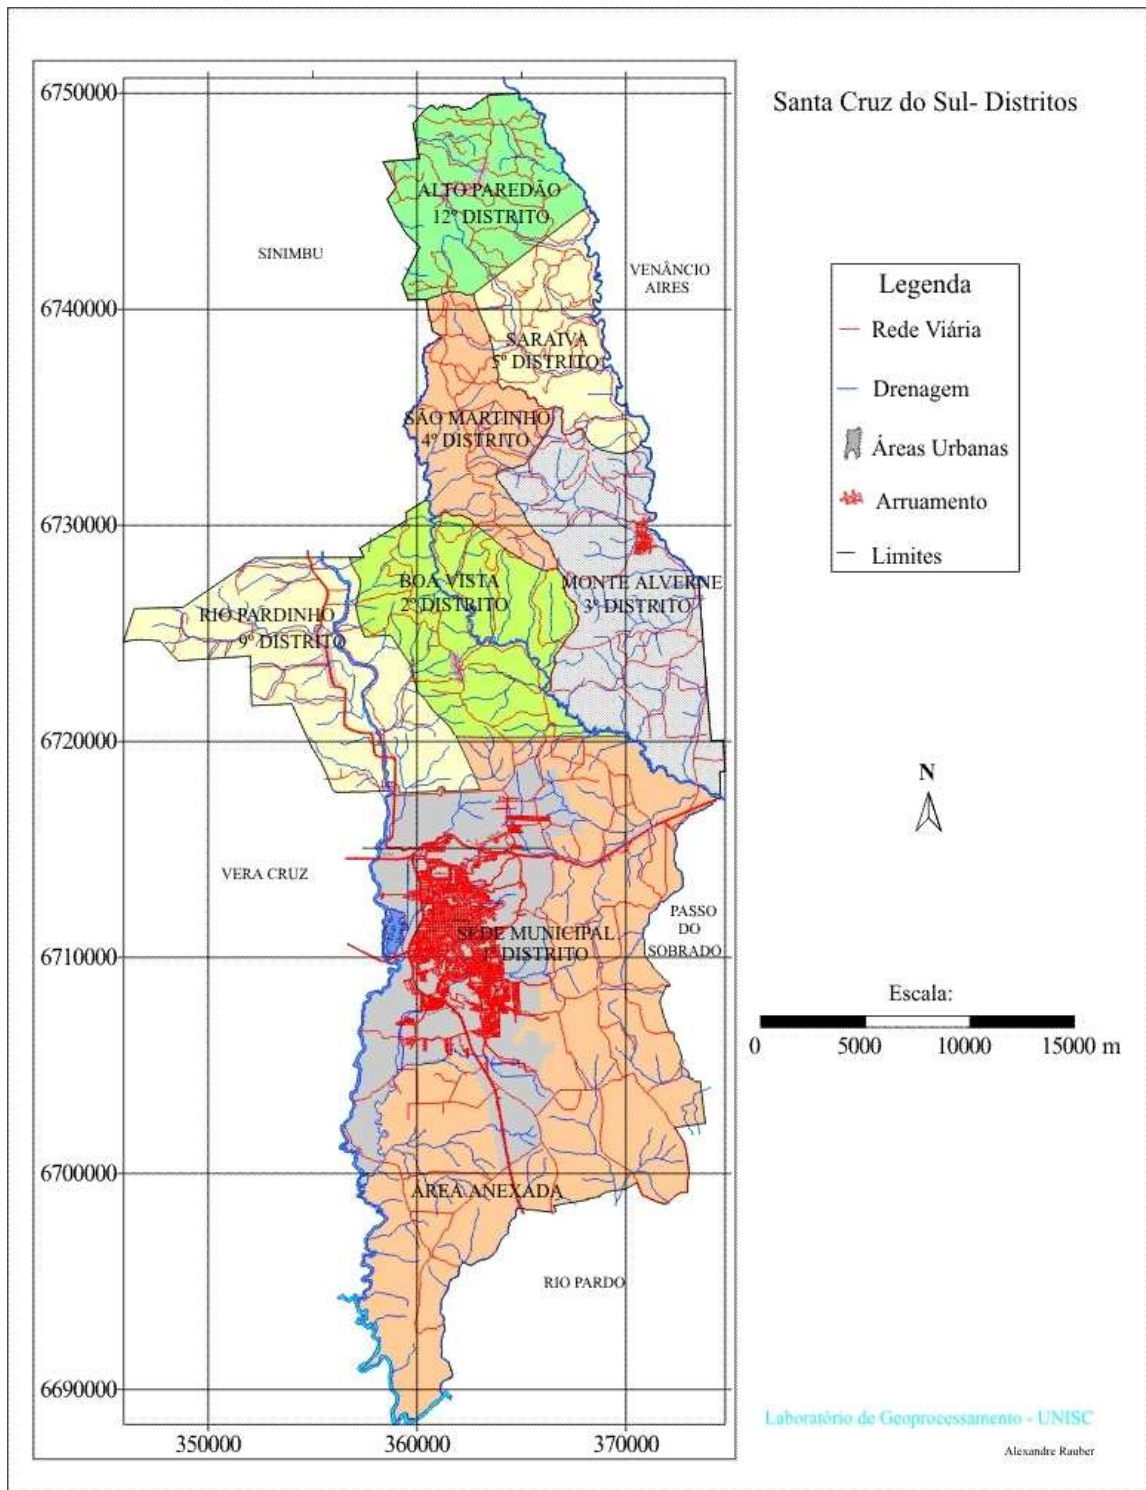 Santa Cruz do Sul- Distritos
6750000
6740000
6730000
6720000
6710000
6700000
6690000
350000
360000
370000
ALTO PAREDÃO
12º DISTRITO
SINIMBU
VENÂNCIO
AIRES
SARAIVA
5º DISTRITO
SÃO MARTINHO
4º DISTRITO
BOA VISTA
2º DISTRITO
MONTE ALVERNE
3º DISTRITO
RIO PARDINHO
9º DISTRITO
VERA CRUZ
SEDE MUNICIPAL
1º DISTRITO
PASSO
DO
SOBRADO
ÁREA ANEXADA
RIO PARDO
Legenda
Rede Viária
Drenagem
Áreas Urbanas
Arruamento
Limites
N
Escala:
0 5000 10000 15000 m
Laboratório de Geoprocessamento - UNISC
Alexandre Rauber